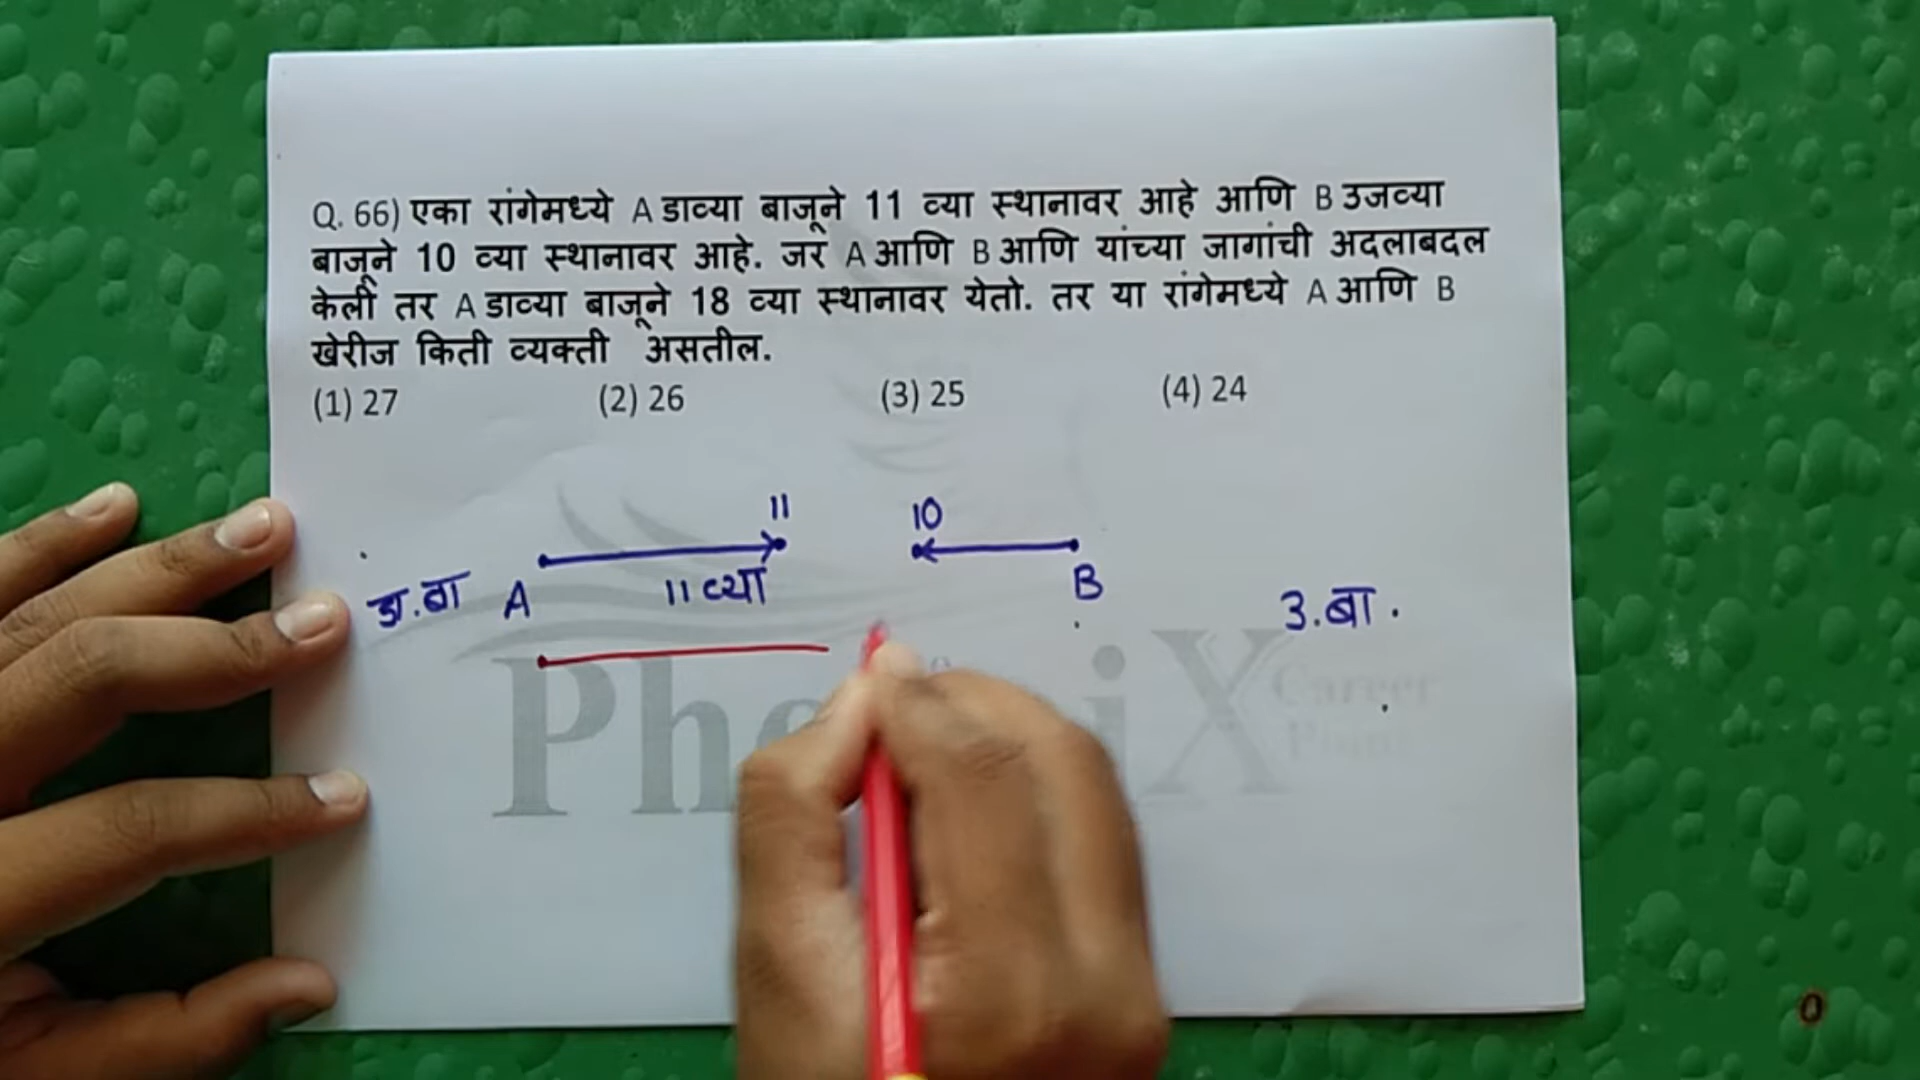 Q. 66) एका रांगेमध्ये A डाव्या बाजूने 11 व्या स्थानावर आहे आणि B उजव्या
बाजूने 10 व्या स्थानावर आहे. जर A आणि B आणि यांच्या जागांची अदलाबदल
केली तर A डाव्या बाजूने 18 व्या स्थानावर येतो. तर या रांगेमध्ये A आणि B
खेरीज किती व्यक्ती असतील.
(1) 27 (2) 26 (3) 25 (4) 24
11 10
डा.बा A 11 व्या B उ.बा.
Career